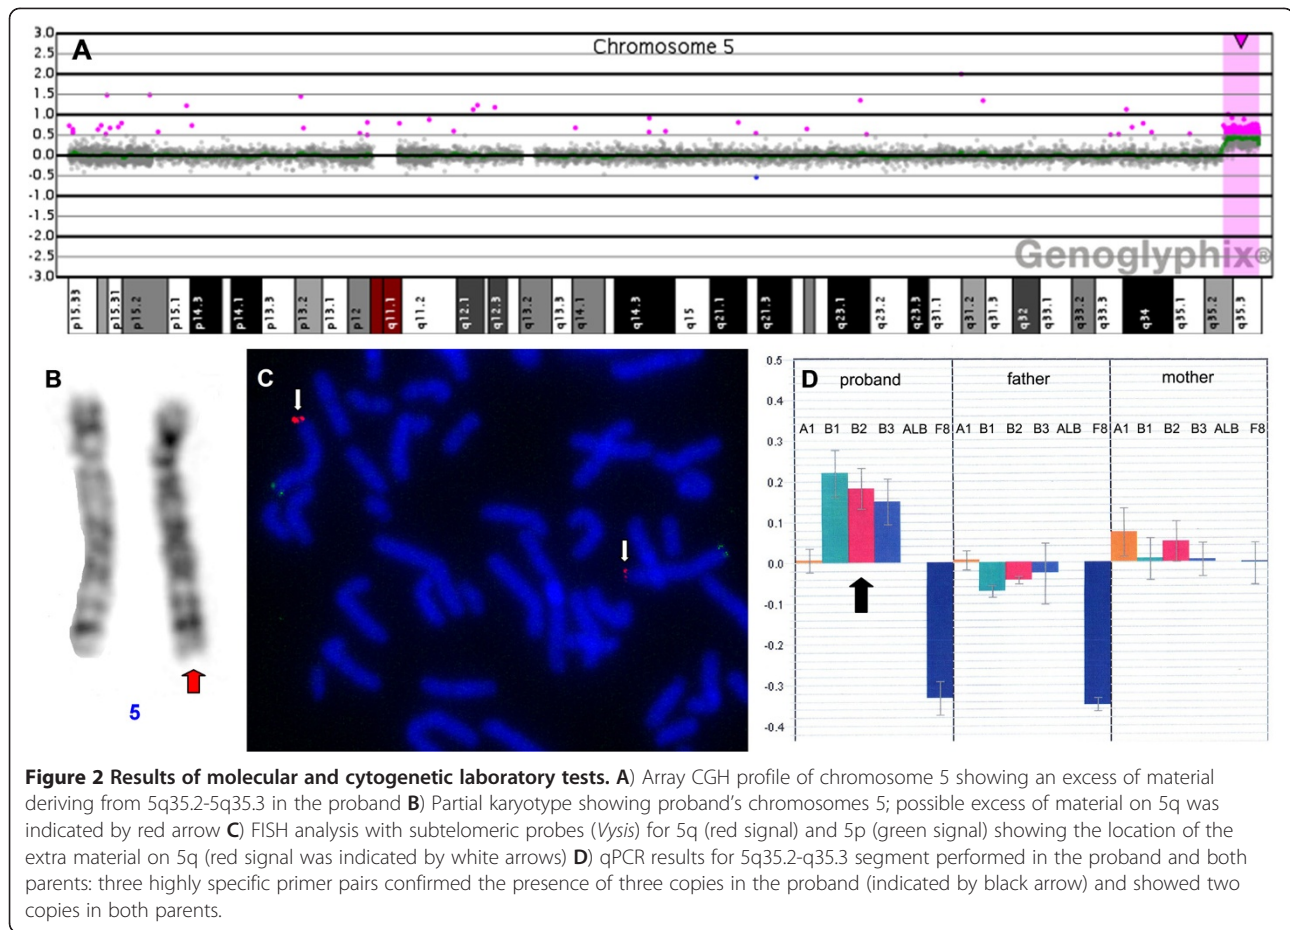 A
Chromosome 5
3.0
2.5
2.0
1.5
1.0
0.5
0.0
-0.5
-1.0
-1.5
-2.0
-2.5
-3.0
Genoglyphix®
p15.33 p15.31 p15.2 p15.1 p14.3 p14.1 p13.3 p13.2 p13.1 p12 q11.1 q11.2 q12.1 q12.3 q13.2 q13.3 q14.1 q14.3 q15 q21.1 q21.3 q23.1 q23.2 q23.3 q31.1 q31.2 q31.3 q32 q33.1 q33.2 q33.3 q34 q35.1 q35.2 q35.3
B
5
C
D
proband father mother
A1 B1 B2 B3 ALB F8 A1 B1 B2 B3 ALB F8 A1 B1 B2 B3 ALB F8
0.5
0.4
0.3
0.2
0.1
0.0
-0.1
-0.2
-0.3
-0.4
Figure 2 Results of molecular and cytogenetic laboratory tests. A) Array CGH profile of chromosome 5 showing an excess of material
deriving from 5q35.2-5q35.3 in the proband B) Partial karyotype showing proband's chromosomes 5; possible excess of material on 5q was
indicated by red arrow C) FISH analysis with subtelomeric probes (Vysis) for 5q (red signal) and 5p (green signal) showing the location of the
extra material on 5q (red signal was indicated by white arrows) D) qPCR results for 5q35.2-q35.3 segment performed in the proband and both
parents: three highly specific primer pairs confirmed the presence of three copies in the proband (indicated by black arrow) and showed two
copies in both parents.